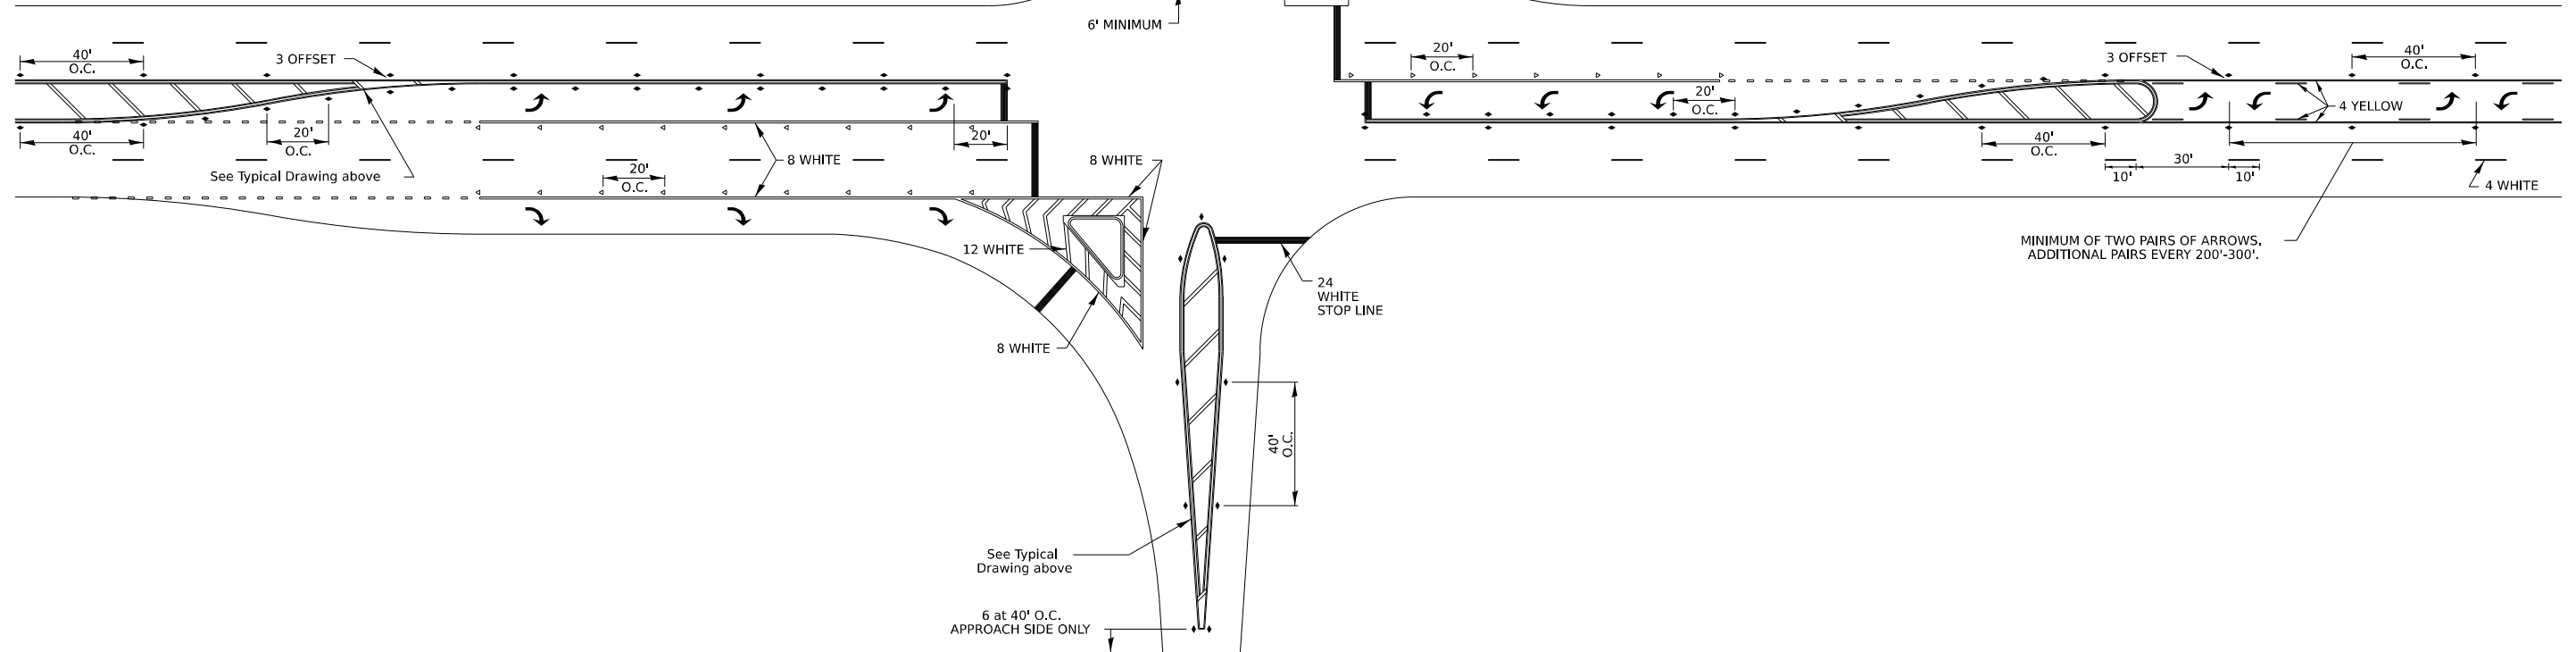 6' MINIMUM
40'
O.C.
3 OFFSET
20'
O.C.
3 OFFSET
40'
O.C.
20'
O.C.
4 YELLOW
40'
O.C.
20'
O.C.
20'
8 WHITE
8 WHITE
40'
O.C.
30'
10'
10'
See Typical Drawing above
20'
O.C.
4 WHITE
12 WHITE
MINIMUM OF TWO PAIRS OF ARROWS.
ADDITIONAL PAIRS EVERY 200'-300'.
24
WHITE
STOP LINE
8 WHITE
40'
O.C.
See Typical
Drawing above
6 at 40' O.C.
APPROACH SIDE ONLY